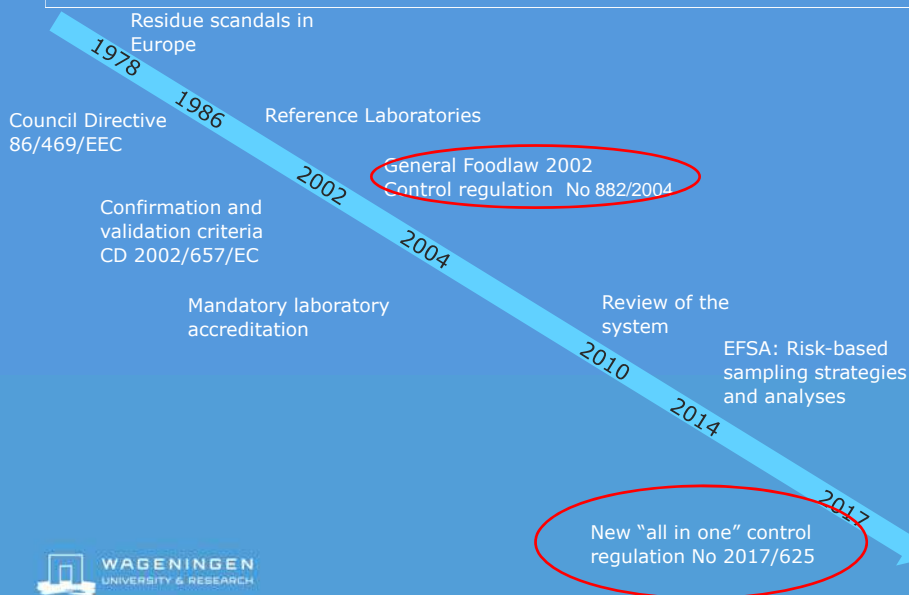 Residue scandals in
Europe
1978
1986
Council Directive
86/469/EEC
Reference Laboratories
General Foodlaw 2002
Control regulation No 882/2004
2002
Confirmation and
validation criteria
CD 2002/657/EC
2004
Mandatory laboratory
accreditation
Review of the
system
2010
EFSA: Risk-based
sampling strategies
and analyses
2014
2017
New “all in one” control
regulation No 2017/625
WAGENINGEN
UNIVERSITY & RESEARCH